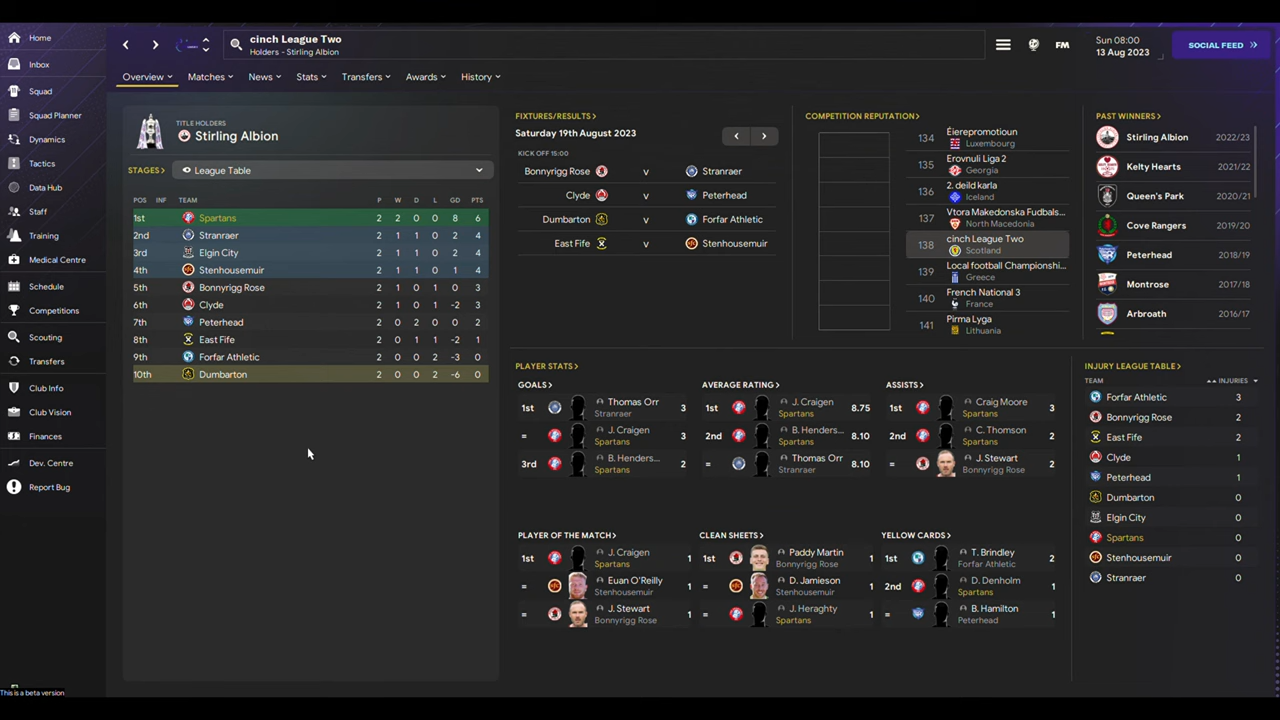 Home
Inbox
Squad
Squad Planner
Dynamics
Tactics
Data Hub
Staff
Training
Medical Centre
Schedule
Competitions
Scouting
Transfers
Club Info
Club Vision
Finances
Dev. Centre
Report Bug
This is a beta version
cinch League Two
Holders - Stirling Albion
FM
Sun 08:00
13 Aug 2023
SOCIAL FEED
Overview Matches News Stats Transfers Awards History
TITLE HOLDERS
Stirling Albion
STAGES League Table
POS INF TEAM P W D L GD PTS
1st Spartans 2 2 0 0 8 6
2nd Stranraer 2 1 1 0 2 4
3rd Elgin City 2 1 1 0 2 4
4th Stenhousemuir 2 1 1 0 1 4
5th Bonnyrigg Rose 2 1 0 1 0 3
6th Clyde 2 1 0 1 -2 3
7th Peterhead 2 0 2 0 0 2
8th East Fife 2 0 1 1 -2 1
9th Forfar Athletic 2 0 0 2 -3 0
10th Dumbarton 2 0 0 2 -6 0
FIXTURES/RESULTS
Saturday 19th August 2023
KICK OFF 15:00
Bonnyrigg Rose v Stranraer
Clyde v Peterhead
Dumbarton v Forfar Athletic
East Fife v Stenhousemuir
COMPETITION REPUTATION
134 Éierepromotioun
Luxembourg
135 Erovnuli Liga 2
Georgia
136 2. deild karla
Iceland
137 Vtora Makedonska Fudbals...
North Macedonia
138 cinch League Two
Scotland
139 Local football Championshi...
Greece
140 French National 3
France
141 Pirma Lyga
Lithuania
PAST WINNERS
Stirling Albion 2022/23
Kelty Hearts 2021/22
Queen's Park 2020/21
Cove Rangers 2019/20
Peterhead 2018/19
Montrose 2017/18
Arbroath 2016/17
PLAYER STATS
GOALS
1st Thomas Orr 3
Stranraer
= J. Craigen 3
Spartans
3rd B. Henders... 2
Spartans
AVERAGE RATING
1st J. Craigen 8.75
Spartans
2nd B. Henders... 8.10
Spartans
= Thomas Orr 8.10
Stranraer
ASSISTS
1st Craig Moore 3
Spartans
2nd C. Thomson 2
Spartans
= J. Stewart 2
Bonnyrigg Rose
PLAYER OF THE MATCH
1st J. Craigen 1
Spartans
= Euan O'Reilly 1
Stenhousemuir
= J. Stewart 1
Bonnyrigg Rose
CLEAN SHEETS
1st Paddy Martin 1
Bonnyrigg Rose
= D. Jamieson 1
Stenhousemuir
= J. Heraghty 1
Spartans
YELLOW CARDS
1st T. Brindley 2
Forfar Athletic
2nd D. Denholm 1
Spartans
= B. Hamilton 1
Peterhead
INJURY LEAGUE TABLE
TEAM INJURIES
Forfar Athletic 3
Bonnyrigg Rose 2
East Fife 2
Clyde 1
Peterhead 1
Dumbarton 0
Elgin City 0
Spartans 0
Stenhousemuir 0
Stranraer 0